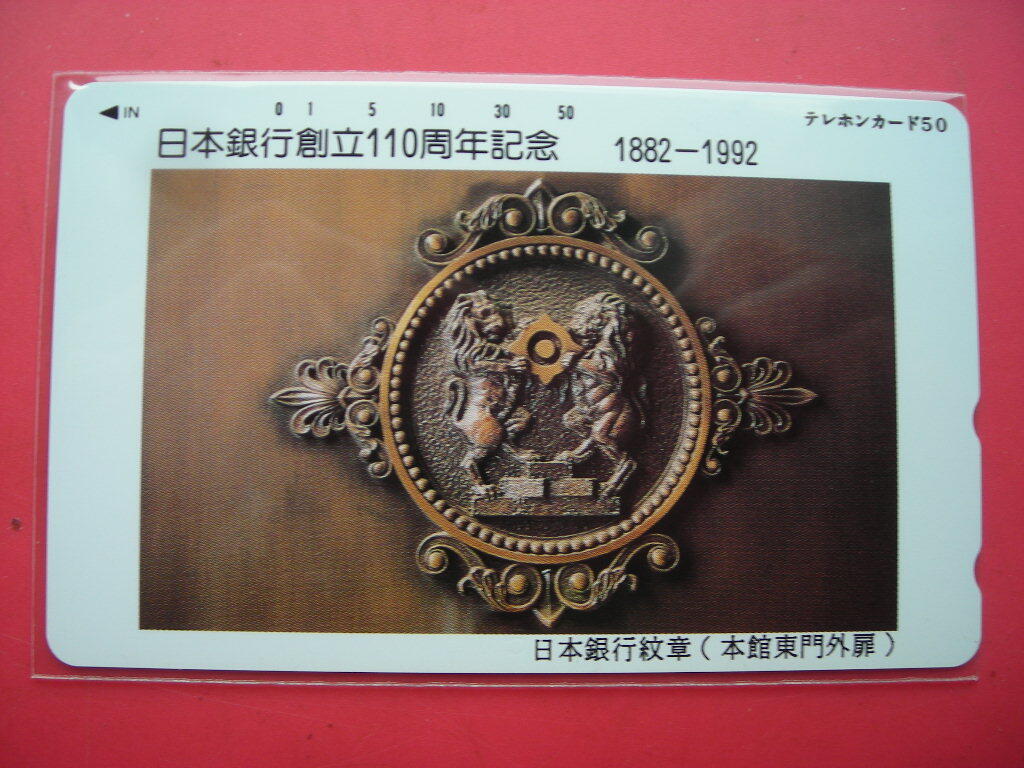 ◀IN 0 1 5 10 30 50 テレホンカード50
日本銀行創立110周年記念 1882−1992
日本銀行紋章(本館東門外扉)